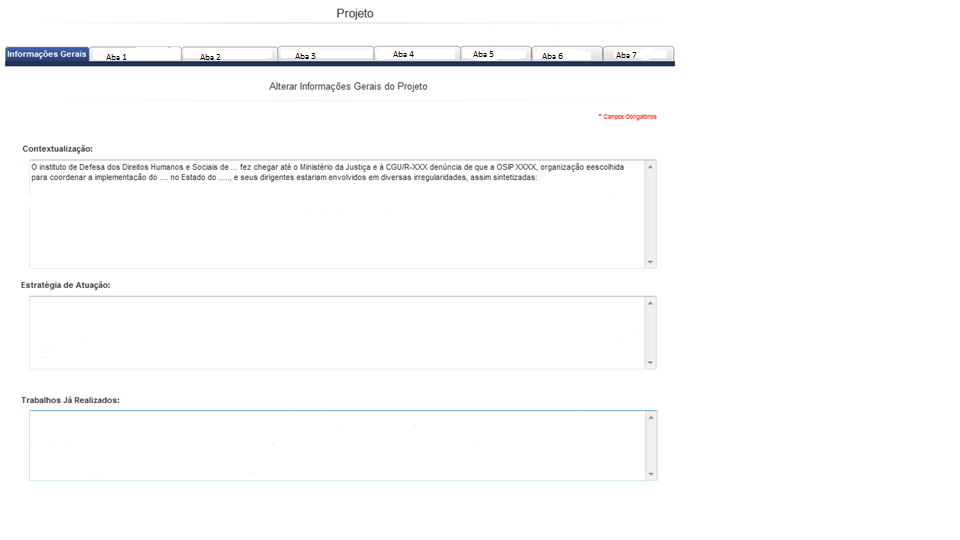 Projeto
Informações Gerais Aba 1 Aba 2 Aba 3 Aba 4 Aba 5 Aba 6 Aba 7
Alterar Informações Gerais do Projeto
* Campos Obrigatórios
Contextualização:
O instituto de Defesa dos Direitos Humanos e Sociais de ... fez chegar até o Ministério da Justiça e à CGU/R-XXX denúncia de que a OSIP XXXX, organização eescolhida
para coordenar a implementação do .... no Estado do ....., e seus dirigentes estariam envolvidos em diversas irregularidades, assim sintetizadas:
Estratégia de Atuação:
Trabalhos Já Realizados: